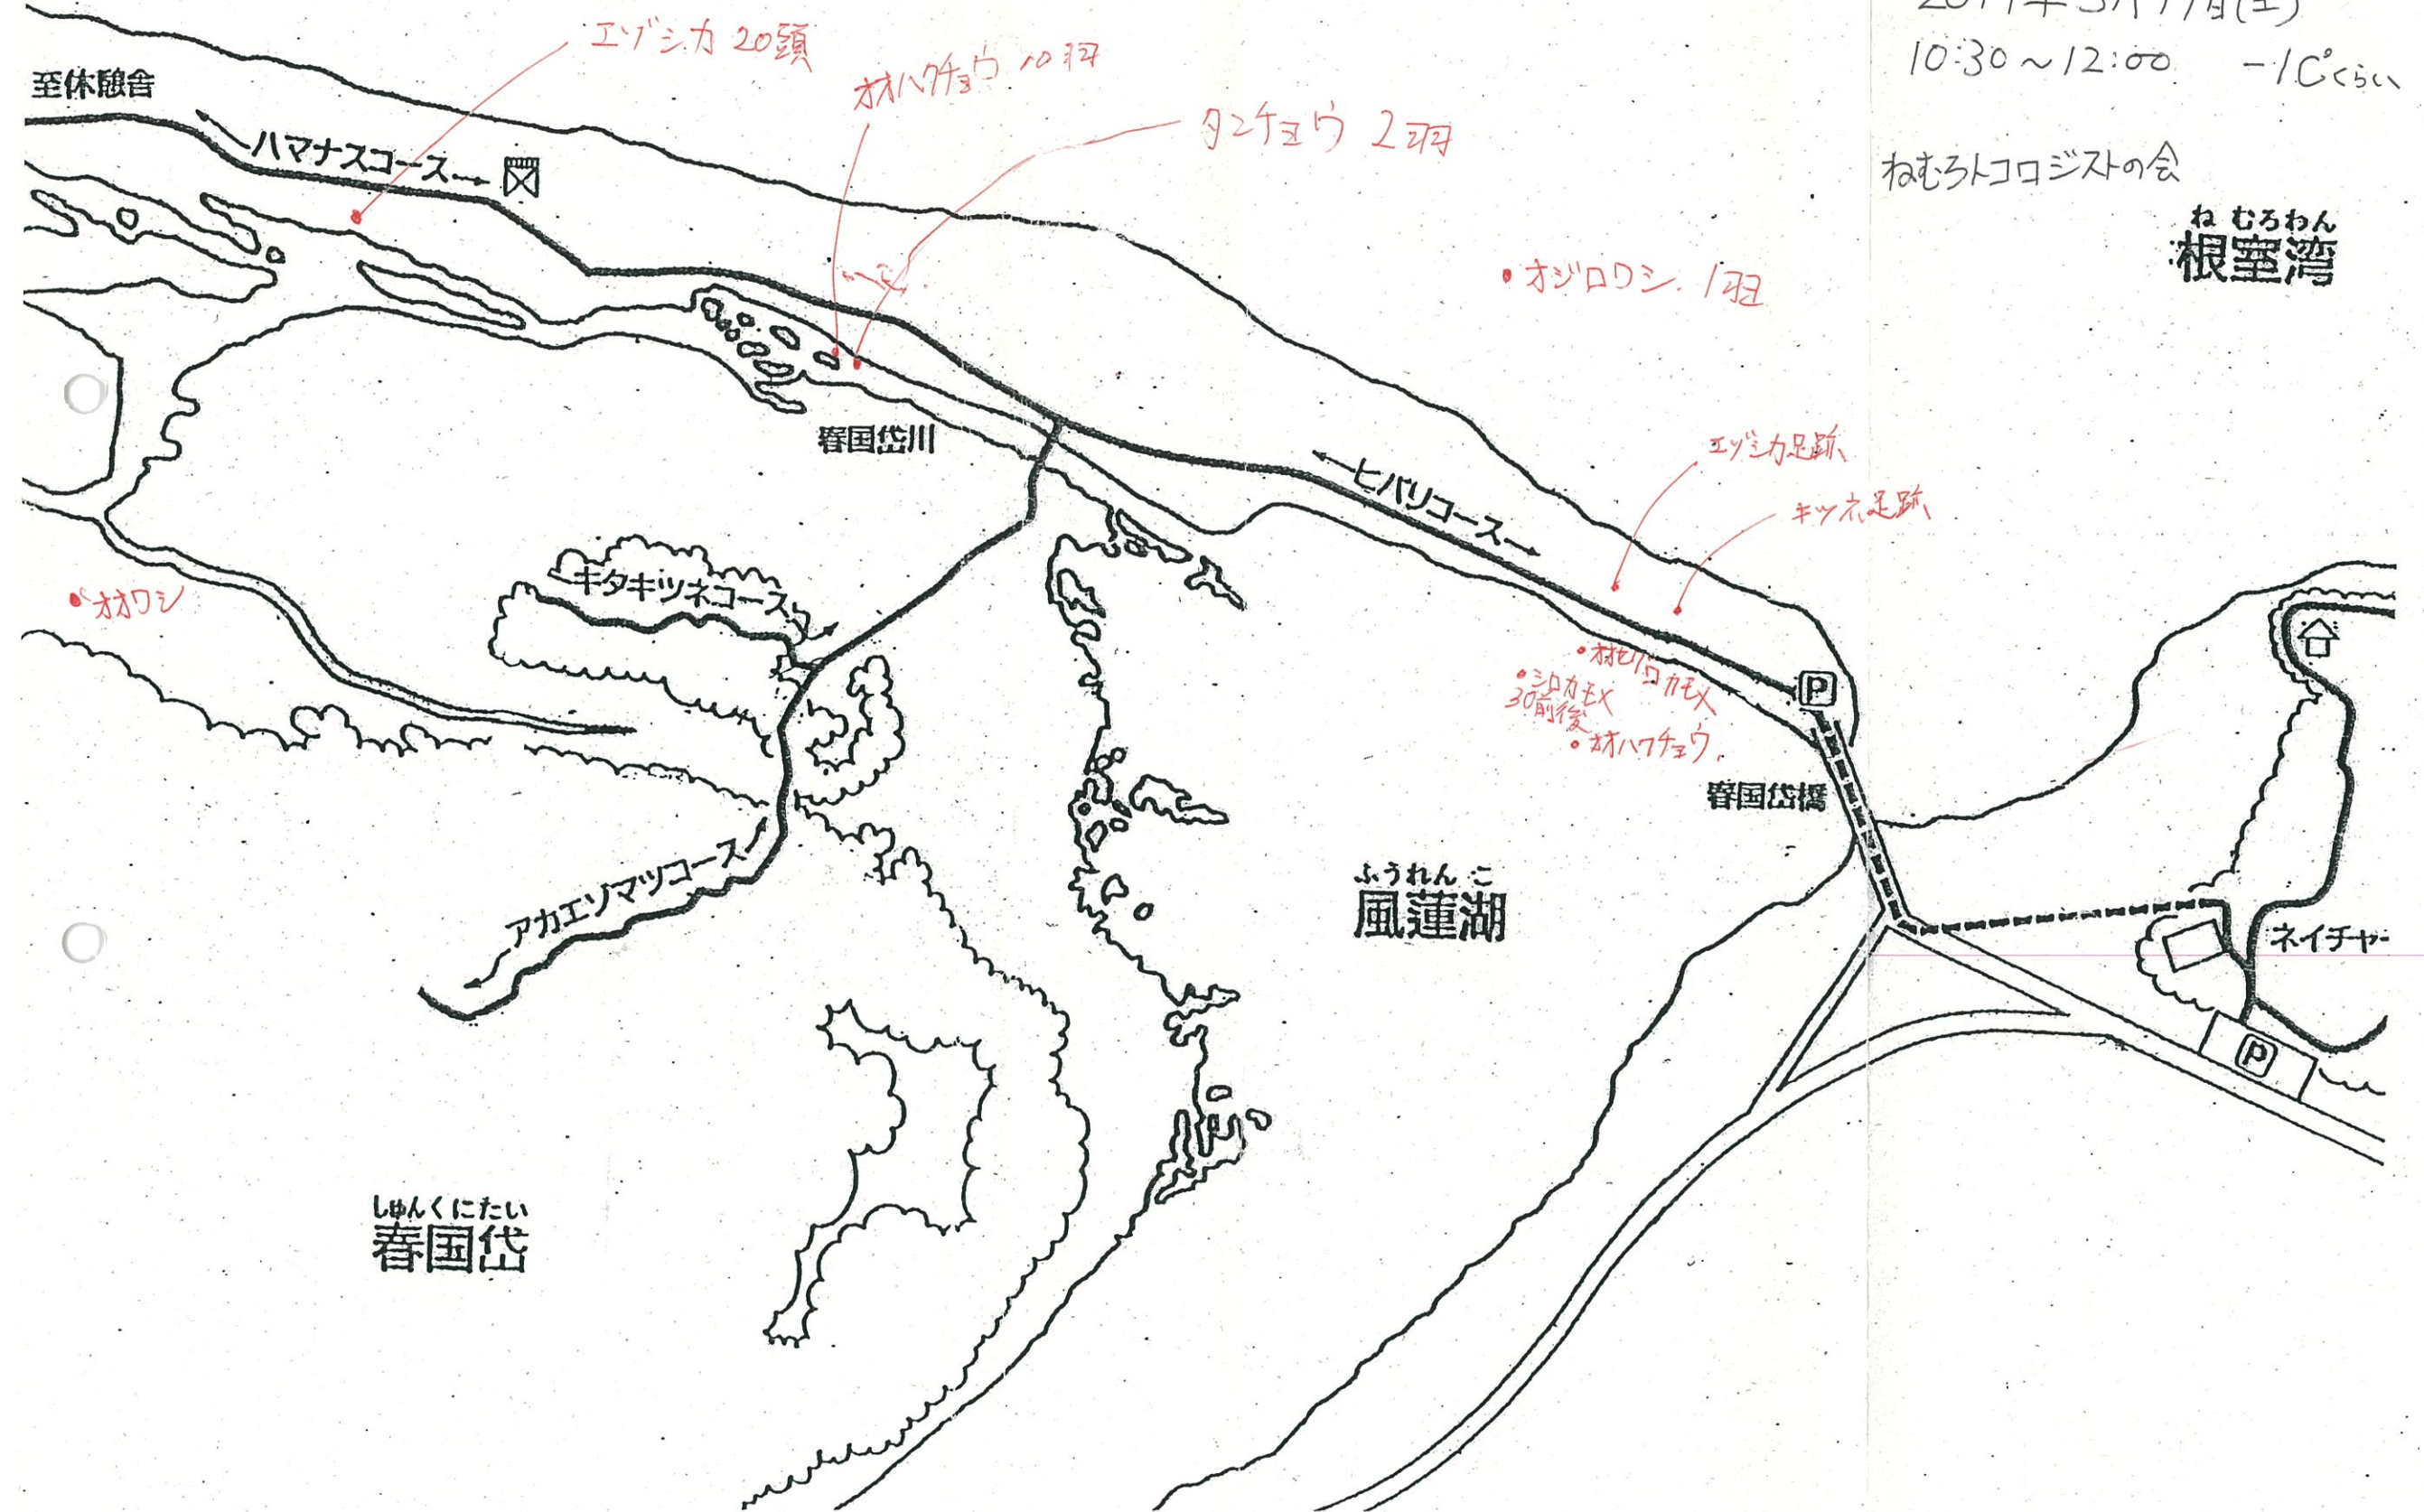 10:30～12:00 -1℃くらい
ねむろトコロジストの会
ね むろわん
根室湾
エゾシカ 20頭
オオハクチョウ 10羽
タンチョウ 2羽
至休憩舎
ハマナスコース
オジロワシ 1羽
春国岱川
ヒバリコース
エゾシカ足跡
キツネ足跡
キタキツネコース
オオワシ
オオセグロカモメ
シロカモメ
30前後
オオハクチョウ
P
春国岱橋
アカエゾマツコース
ふうれんこ
風蓮湖
ネイチャー
P
しゅんくにたい
春国岱